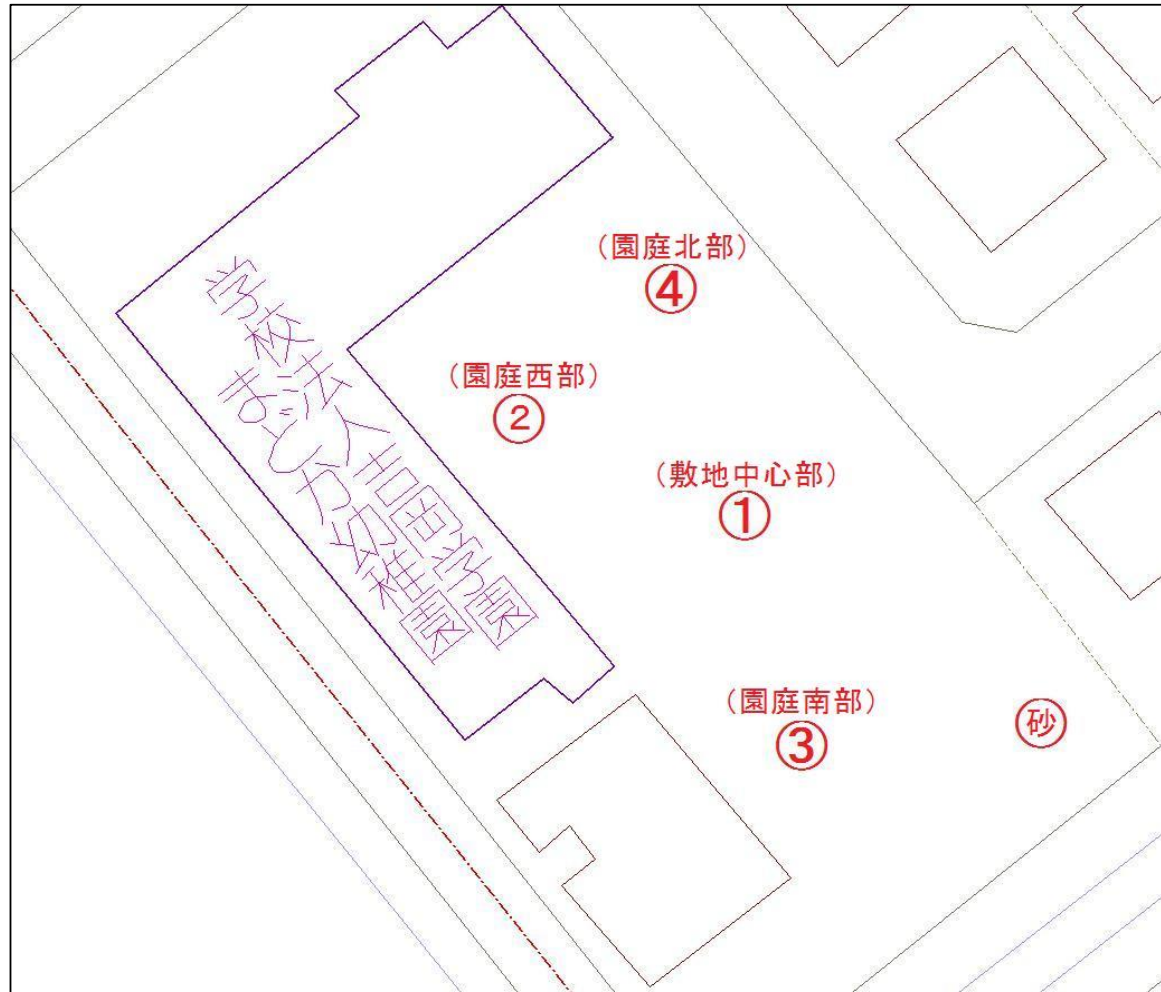 （園庭北部）
④
（園庭西部）
②
（敷地中心部）
①
（園庭南部）
③
砂
学校法人吉田学園
まどか幼稚園